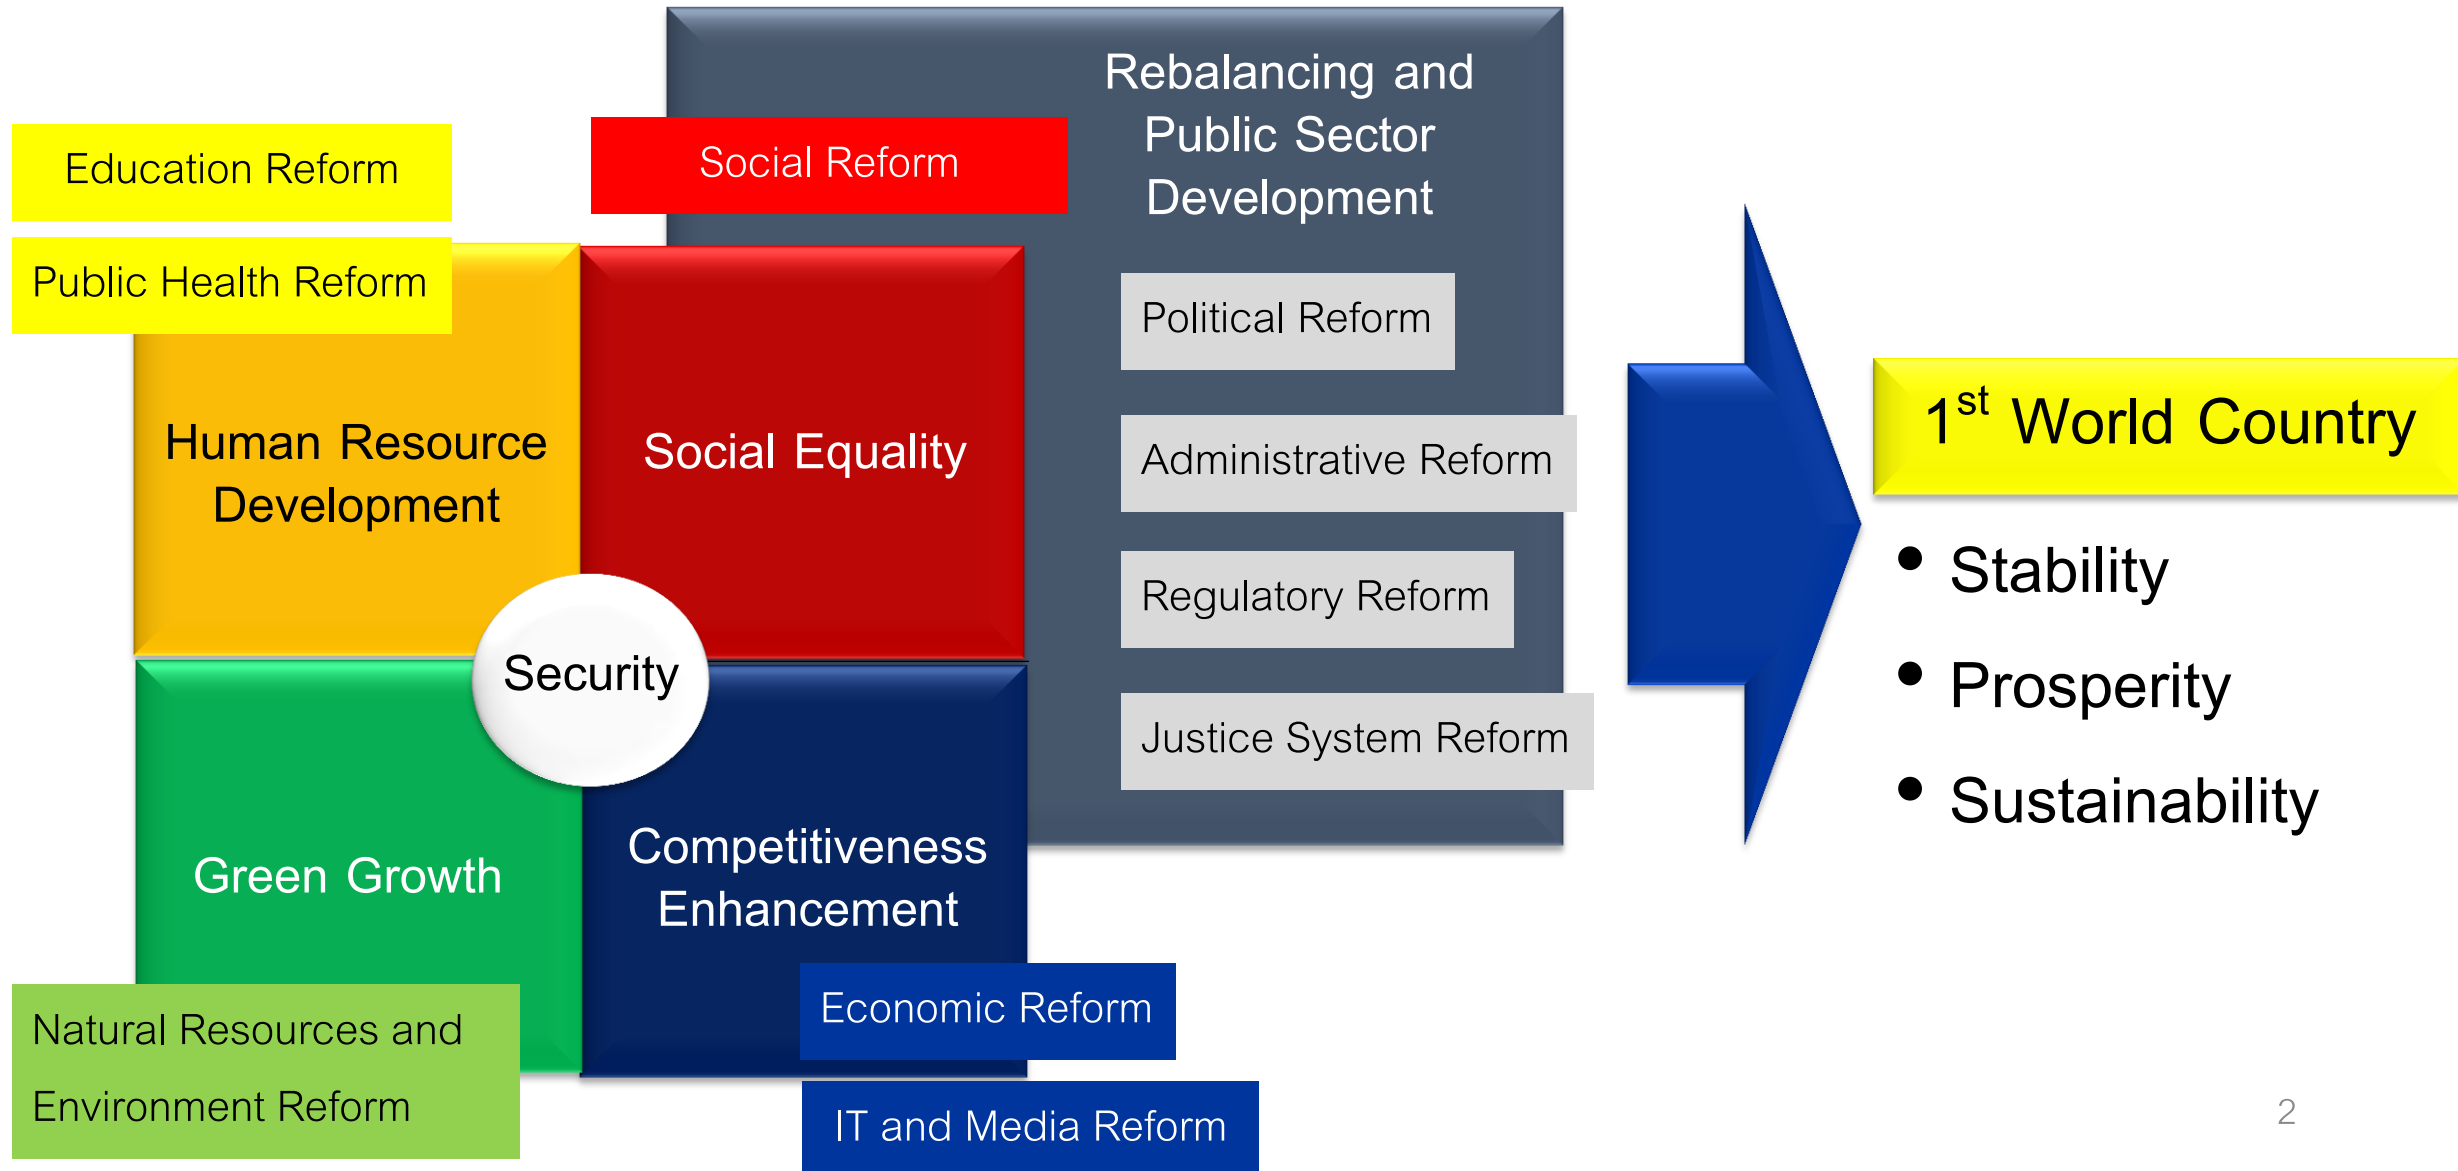 Rebalancing and
Public Sector
Development
Education Reform
Social Reform
Public Health Reform
Political Reform
Human Resource
Development
Social Equality
Administrative Reform
Regulatory Reform
Security
Justice System Reform
Green Growth
Competitiveness
Enhancement
Natural Resources and
Environment Reform
Economic Reform
IT and Media Reform
1st World Country
• Stability
• Prosperity
• Sustainability
2